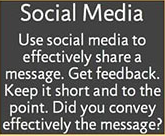 Social Media
Use social media to
effectively share a
message. Get feedback.
Keep it short and to the
point. Did you convey
effectively the message?